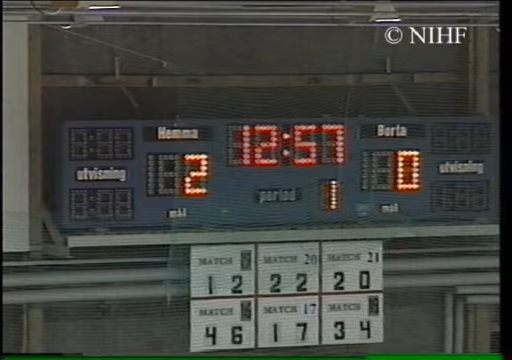 © NIHF
Hemma 12:57 Borta
utvisning 2 0 utvisning
period 1
mål mål
MATCH MATCH 20 MATCH 21
1 2 2 2 2 0
MATCH MATCH 17 MATCH
4 6 1 7 3 4